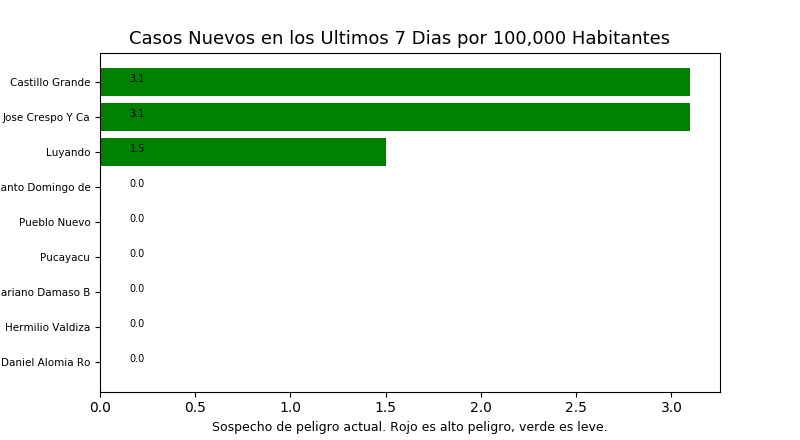 Casos Nuevos en los Ultimos 7 Dias por 100,000 Habitantes
Castillo Grande 3.1
Jose Crespo Y Ca 3.1
Luyando 1.5
anto Domingo de 0.0
Pueblo Nuevo 0.0
Pucayacu 0.0
ariano Damaso B 0.0
Hermilio Valdiza 0.0
Daniel Alomia Ro 0.0
0.0 0.5 1.0 1.5 2.0 2.5 3.0
Sospecho de peligro actual. Rojo es alto peligro, verde es leve.